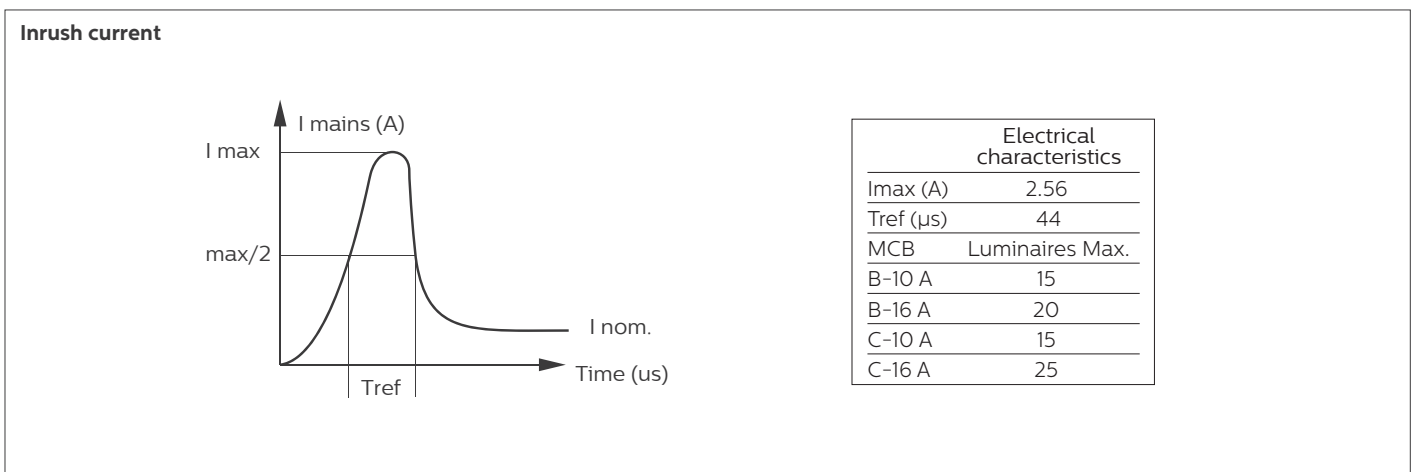 Inrush current
I mains (A)
I max
max/2
I nom.
Time (us)
Tref
Electrical
characteristics
Imax (A) 2.56
Tref (µs) 44
MCB Luminaires Max.
B-10 A 15
B-16 A 20
C-10 A 15
C-16 A 25